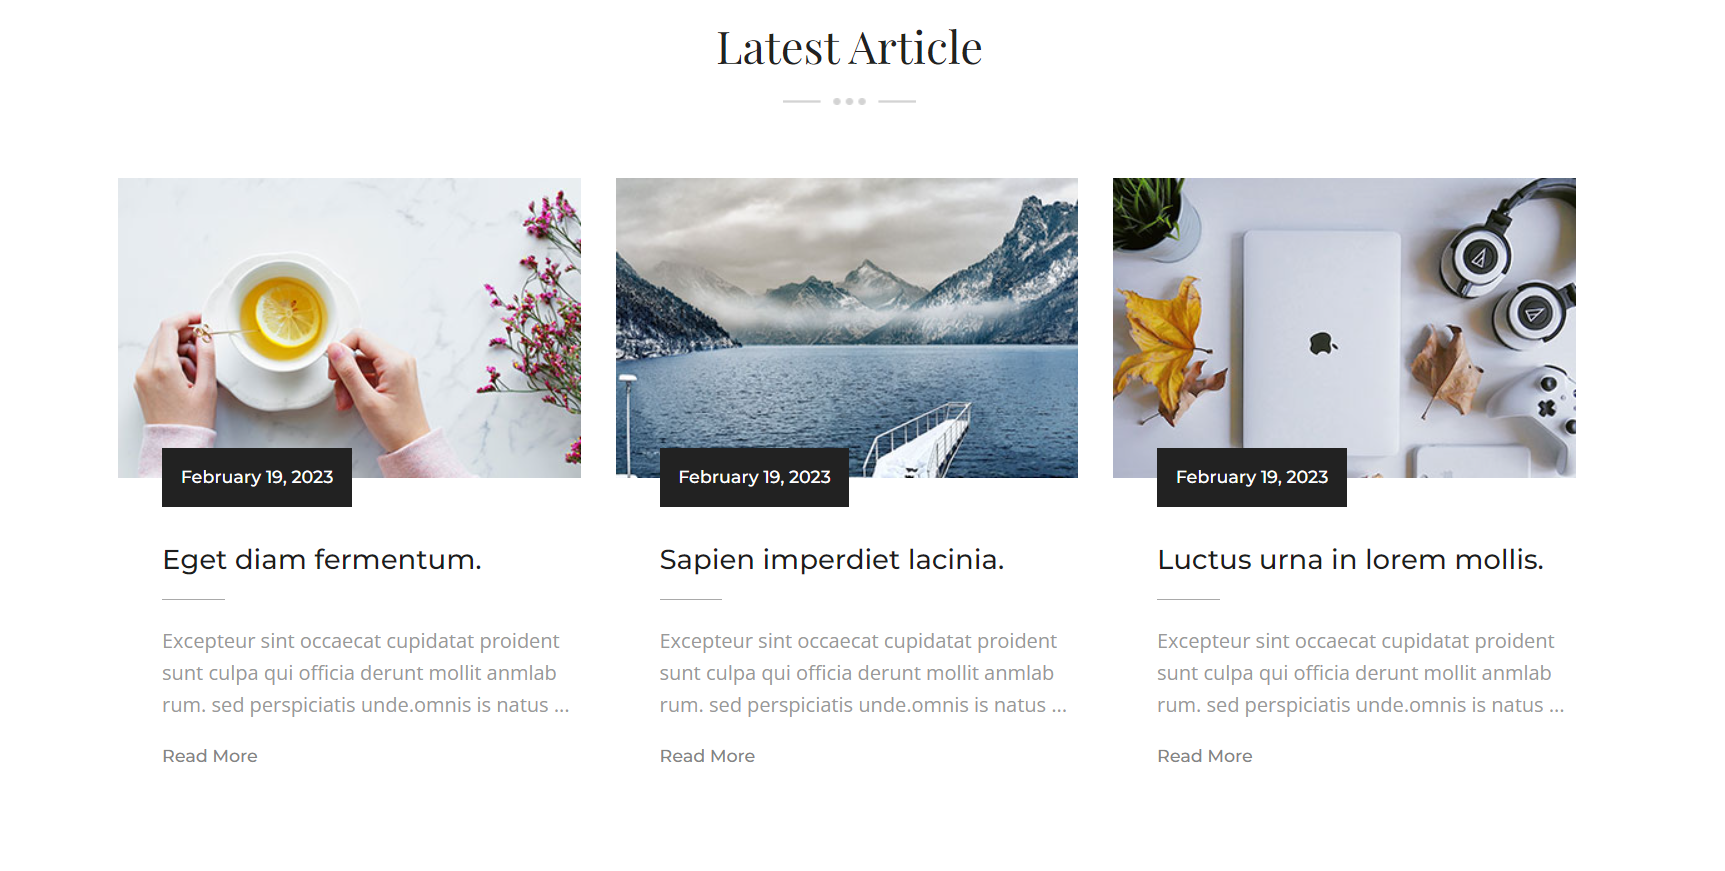 Latest Article
February 19, 2023
Eget diam fermentum.
Excepteur sint occaecat cupidatat proident
sunt culpa qui officia derunt mollit anmlab
rum. sed perspiciatis unde.omnis is natus ...
Read More
February 19, 2023
Sapien imperdiet lacinia.
Excepteur sint occaecat cupidatat proident
sunt culpa qui officia derunt mollit anmlab
rum. sed perspiciatis unde.omnis is natus ...
Read More
February 19, 2023
Luctus urna in lorem mollis.
Excepteur sint occaecat cupidatat proident
sunt culpa qui officia derunt mollit anmlab
rum. sed perspiciatis unde.omnis is natus ...
Read More